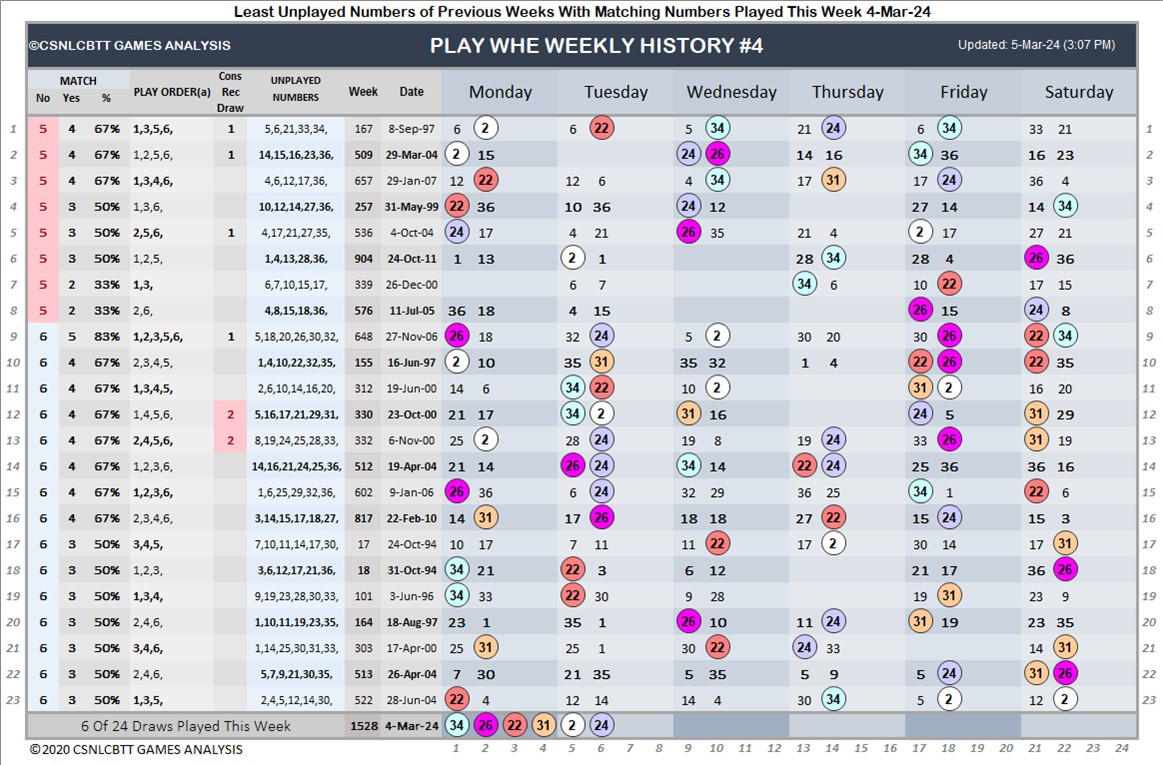 Least Unplayed Numbers of Previous Weeks With Matching Numbers Played This Week 4-Mar-24
©CSNLCBTT GAMES ANALYSIS PLAY WHE WEEKLY HISTORY #4 Updated: 5-Mar-24 (3:07 PM)
MATCH
No Yes % PLAY ORDER(a) Cons Rec Draw UNPLAYED NUMBERS Week Date Monday Tuesday Wednesday Thursday Friday Saturday
1 5 4 67% 1,3,5,6, 1 5,6,21,33,34, 167 8-Sep-97 6 2 6 22 5 34 21 24 6 34 33 21 1
2 5 4 67% 1,2,5,6, 1 14,15,16,23,36, 509 29-Mar-04 2 15 24 26 14 16 34 36 16 23 2
3 5 4 67% 1,3,4,6, 4,6,12,17,36, 657 29-Jan-07 12 22 12 6 4 34 17 31 17 24 36 4 3
4 5 3 50% 1,3,6, 10,12,14,27,36, 257 31-May-99 22 36 10 36 24 12 27 14 14 34 4
5 5 3 50% 2,5,6, 1 4,17,21,27,35, 536 4-Oct-04 24 17 4 21 26 35 21 4 2 17 27 21 5
6 5 3 50% 1,2,5, 1,4,13,28,36, 904 24-Oct-11 1 13 2 1 28 34 28 4 26 36 6
7 5 2 33% 1,3, 6,7,10,15,17, 339 26-Dec-00 6 7 34 6 10 22 17 15 7
8 5 2 33% 2,6, 4,8,15,18,36, 576 11-Jul-05 36 18 4 15 26 15 24 8 8
9 6 5 83% 1,2,3,5,6, 1 5,18,20,26,30,32, 648 27-Nov-06 26 18 32 24 5 2 30 20 30 26 22 34 9
10 6 4 67% 2,3,4,5, 1,4,10,22,32,35, 155 16-Jun-97 2 10 35 31 35 32 1 4 22 26 22 35 10
11 6 4 67% 1,3,4,5, 2,6,10,14,16,20, 312 19-Jun-00 14 6 34 22 10 2 31 2 16 20 11
12 6 4 67% 1,4,5,6, 2 5,16,17,21,29,31, 330 23-Oct-00 21 17 34 2 31 16 24 5 31 29 12
13 6 4 67% 2,4,5,6, 2 8,19,24,25,28,33, 332 6-Nov-00 25 2 28 24 19 8 19 24 33 26 31 19 13
14 6 4 67% 1,2,3,6, 14,16,21,24,25,36, 512 19-Apr-04 21 14 26 24 34 14 22 24 25 36 36 16 14
15 6 4 67% 1,2,3,6, 1,6,25,29,32,36, 602 9-Jan-06 26 36 6 24 32 29 36 25 34 1 22 6 15
16 6 4 67% 2,3,4,6, 3,14,15,17,18,27, 817 22-Feb-10 14 31 17 26 18 18 27 22 15 24 15 3 16
17 6 3 50% 3,4,5, 7,10,11,14,17,30, 17 24-Oct-94 10 17 7 11 11 22 17 2 30 14 17 31 17
18 6 3 50% 1,2,3, 3,6,12,17,21,36, 18 31-Oct-94 34 21 22 3 6 12 21 17 36 26 18
19 6 3 50% 1,3,4, 9,19,23,28,30,33, 101 3-Jun-96 34 33 22 30 9 28 19 31 23 9 19
20 6 3 50% 2,4,6, 1,10,11,19,23,35, 164 18-Aug-97 23 1 35 1 26 10 11 24 31 19 23 35 20
21 6 3 50% 3,4,6, 1,14,25,30,31,33, 303 17-Apr-00 25 31 25 1 30 22 24 33 14 31 21
22 6 3 50% 2,4,6, 5,7,9,21,30,35, 513 26-Apr-04 7 30 21 35 5 35 5 9 5 24 31 26 22
23 6 3 50% 1,3,5, 2,4,5,12,14,30, 522 28-Jun-04 22 4 12 14 14 4 30 34 5 2 12 2 23
6 Of 24 Draws Played This Week 1528 4-Mar-24 34 26 22 31 2 24
© 2020 CSNLCBTT GAMES ANALYSIS 1 2 3 4 5 6 7 8 9 10 11 12 13 14 15 16 17 18 19 20 21 22 23 24